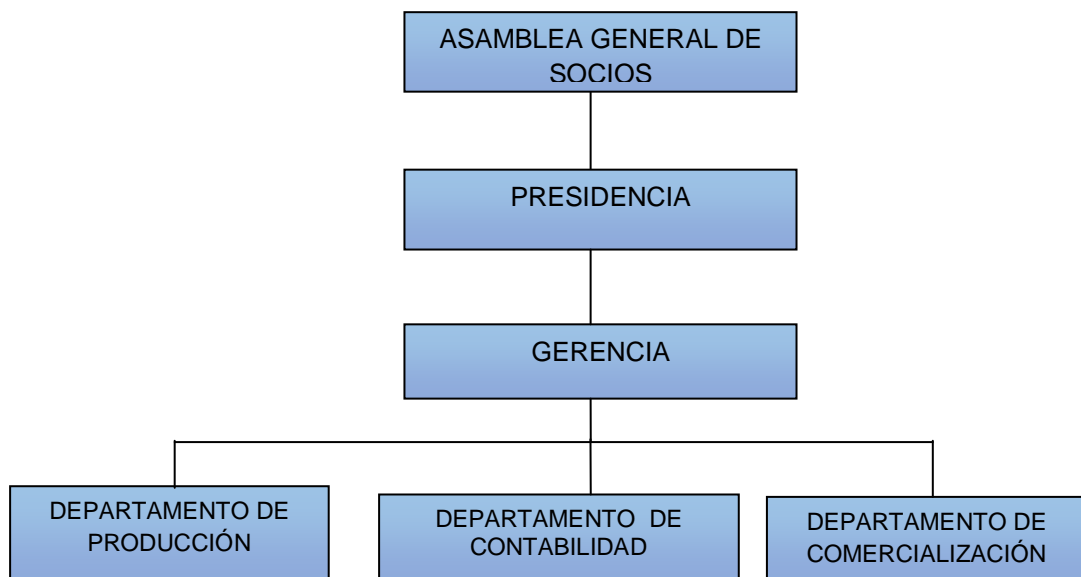 ASAMBLEA GENERAL DE
SOCIOS
PRESIDENCIA
GERENCIA
DEPARTAMENTO DE
PRODUCCIÓN
DEPARTAMENTO DE
CONTABILIDAD
DEPARTAMENTO DE
COMERCIALIZACIÓN